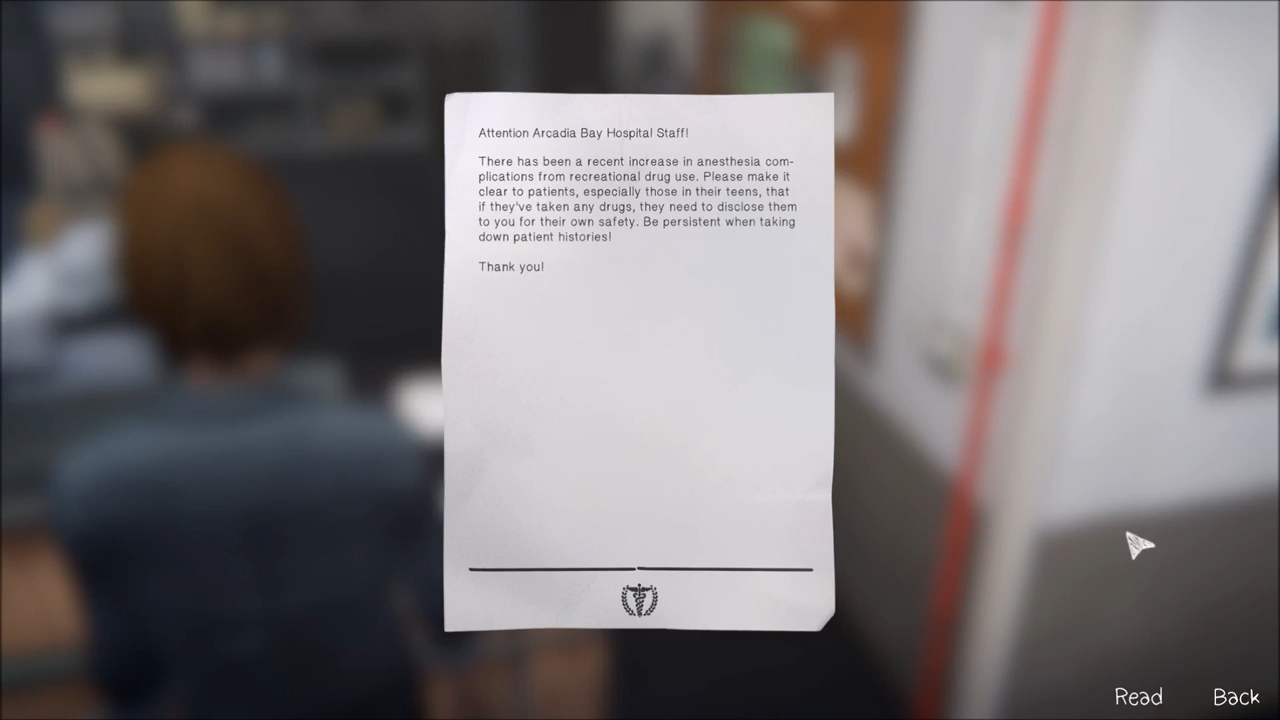 Attention Arcadia Bay Hospital Staff!
There has been a recent increase in anesthesia com-
plications from recreational drug use. Please make it
clear to patients, especially those in their teens, that
if they've taken any drugs, they need to disclose them
to you for their own safety. Be persistent when taking
down patient histories!
Thank you!
Read
Back